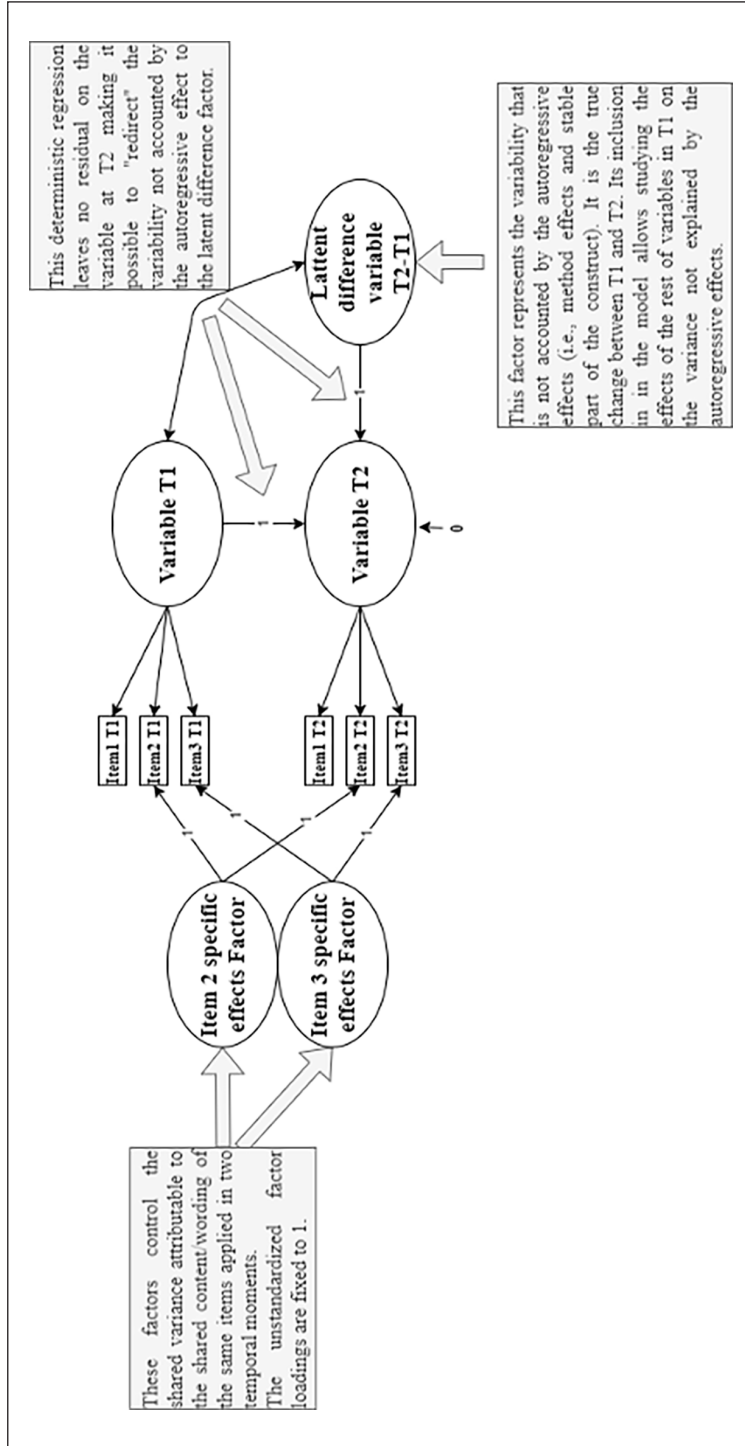 These factors control the
shared variance attributable to
the shared content/wording of
the same items applied in two
temporal moments.
The unstandardized factor
loadings are fixed to 1.
Item 2 specific
effects Factor
Item 3 specific
effects Factor
1
1
1
1
Item1 T1
Item2 T1
Item3 T1
Item1 T2
Item2 T2
Item3 T2
Variable T1
1
Variable T2
0
1
Lattent
difference
variable
T2-T1
This deterministic regression
leaves no residual on the
variable at T2 making it
possible to "redirect" the
variability not accounted by
the autoregressive effect to
the latent difference factor.
This factor represents the variability that
is not accounted by the autoregressive
effects (i.e., method effects and stable
part of the construct). It is the true
change between T1 and T2. Its inclusion
in in the model allows studying the
effects of the rest of variables in T1 on
the variance not explained by the
autoregressive effects.